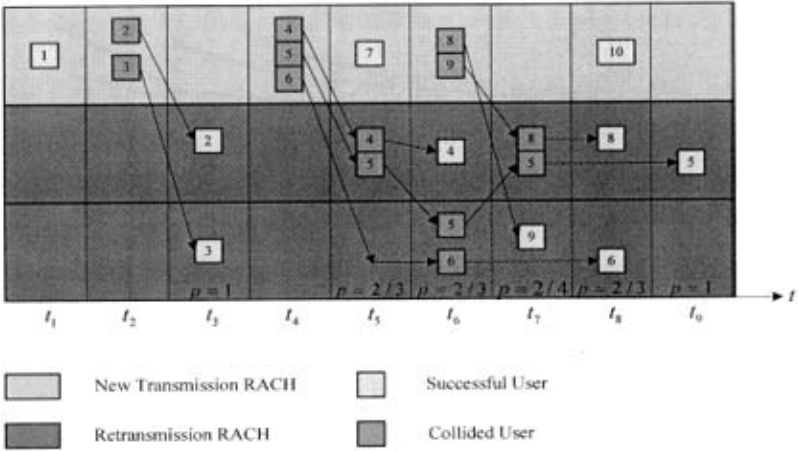 2
4
8
1
5
7
10
3
6
9
4
8
2
4
8
5
5
5
5
9
3
6
6
p = 1
p = 2/3
p = 2/3
p = 2/4
p = 2/3
p = 1
t
t₁
t₂
t₃
t₄
t₅
t₆
t₇
t₈
t₉
New Transmission RACH
Successful User
Retransmission RACH
Collided User